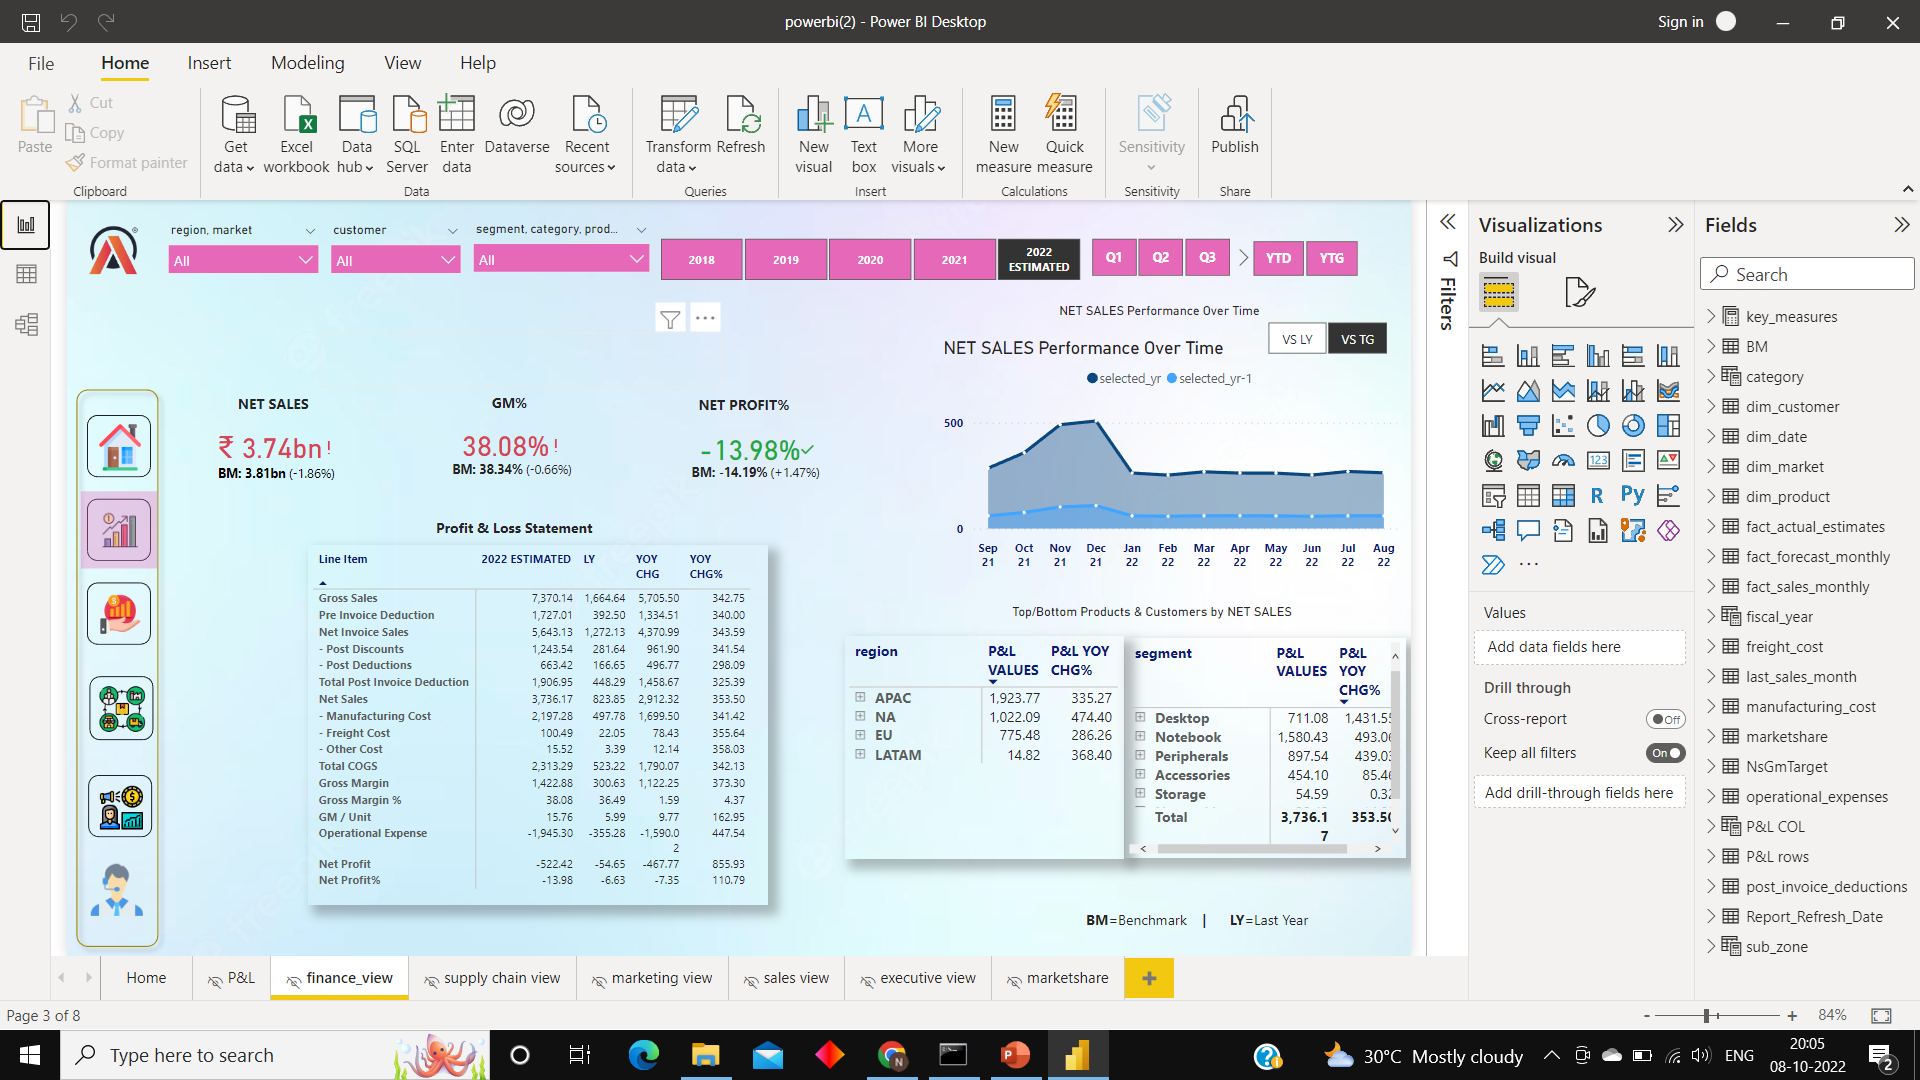 powerbi(2) - Power BI Desktop
Sign in
File Home Insert Modeling View Help
Paste
Cut
Copy
Format painter
Clipboard
Get data
Excel workbook
Data hub
SQL Server
Enter data
Dataverse
Recent sources
Data
Transform data
Refresh
Queries
New visual
Text box
More visuals
Insert
New measure
Quick measure
Calculations
Sensitivity
Sensitivity
Publish
Share
region, market
All
customer
All
segment, category, prod...
All
2018
2019
2020
2021
2022 ESTIMATED
Q1
Q2
Q3
YTD
YTG
NET SALES Performance Over Time
VS LY
VS TG
NET SALES Performance Over Time
selected_yr selected_yr-1
500
0
Sep 21
Oct 21
Nov 21
Dec 21
Jan 22
Feb 22
Mar 22
Apr 22
May 22
Jun 22
Jul 22
Aug 22
NET SALES
₹ 3.74bn!
BM: 3.81bn (-1.86%)
GM%
38.08%!
BM: 38.34% (-0.66%)
NET PROFIT%
-13.98%
BM: -14.19% (+1.47%)
Profit & Loss Statement
Line Item 2022 ESTIMATED LY YOY CHG YOY CHG%
Gross Sales 7,370.14 1,664.64 5,705.50 342.75
Pre Invoice Deduction 1,727.01 392.50 1,334.51 340.00
Net Invoice Sales 5,643.13 1,272.13 4,370.99 343.59
- Post Discounts 1,243.54 281.64 961.90 341.54
- Post Deductions 663.42 166.65 496.77 298.09
Total Post Invoice Deduction 1,906.95 448.29 1,458.67 325.39
Net Sales 3,736.17 823.85 2,912.32 353.50
- Manufacturing Cost 2,197.28 497.78 1,699.50 341.42
- Freight Cost 100.49 22.05 78.43 355.64
- Other Cost 15.52 3.39 12.14 358.03
Total COGS 2,313.29 523.22 1,790.07 342.13
Gross Margin 1,422.88 300.63 1,122.25 373.30
Gross Margin % 38.08 36.49 1.59 4.37
GM / Unit 15.76 5.99 9.77 162.95
Operational Expense -1,945.30 -355.28 -1,590.02 447.54
Net Profit -522.42 -54.65 -467.77 855.93
Net Profit% -13.98 -6.63 -7.35 110.79
Top/Bottom Products & Customers by NET SALES
region P&L VALUES P&L YOY CHG%
APAC 1,923.77 335.27
NA 1,022.09 474.40
EU 775.48 286.26
LATAM 14.82 368.40
segment P&L VALUES P&L YOY CHG%
Desktop 711.08 1,431.55
Notebook 1,580.43 493.06
Peripherals 897.54 439.03
Accessories 454.10 85.46
Storage 54.59 0.32
Total 3,736.17 353.50
BM=Benchmark | LY=Last Year
Filters
Visualizations
Build visual
123
R
Py
Values
Add data fields here
Drill through
Cross-report
Off
Keep all filters
On
Add drill-through fields here
Fields
Search
key_measures
BM
category
dim_customer
dim_date
dim_market
dim_product
fact_actual_estimates
fact_forecast_monthly
fact_sales_monthly
fiscal_year
freight_cost
last_sales_month
manufacturing_cost
marketshare
NsGmTarget
operational_expenses
P&L COL
P&L rows
post_invoice_deductions
Report_Refresh_Date
sub_zone
Home
P&L
finance_view
supply chain view
marketing view
sales view
executive view
marketshare
Page 3 of 8
84%
Type here to search
30°C Mostly cloudy
ENG
20:05
08-10-2022
2